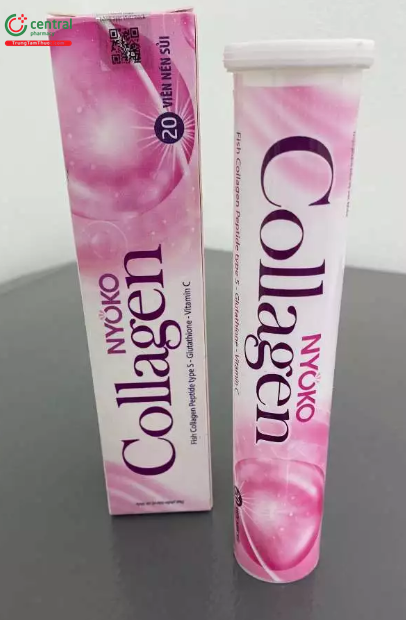 central
pharmacy
TrungTamThuoc.com
20 VIÊN NÉN SỦI
NYOKO
Collagen
Fish Collagen Peptide type 5 - Glutathione - Vitamin C
NYOKO
Collagen
Fish Collagen Peptide type 5 - Glutathione - Vitamin C